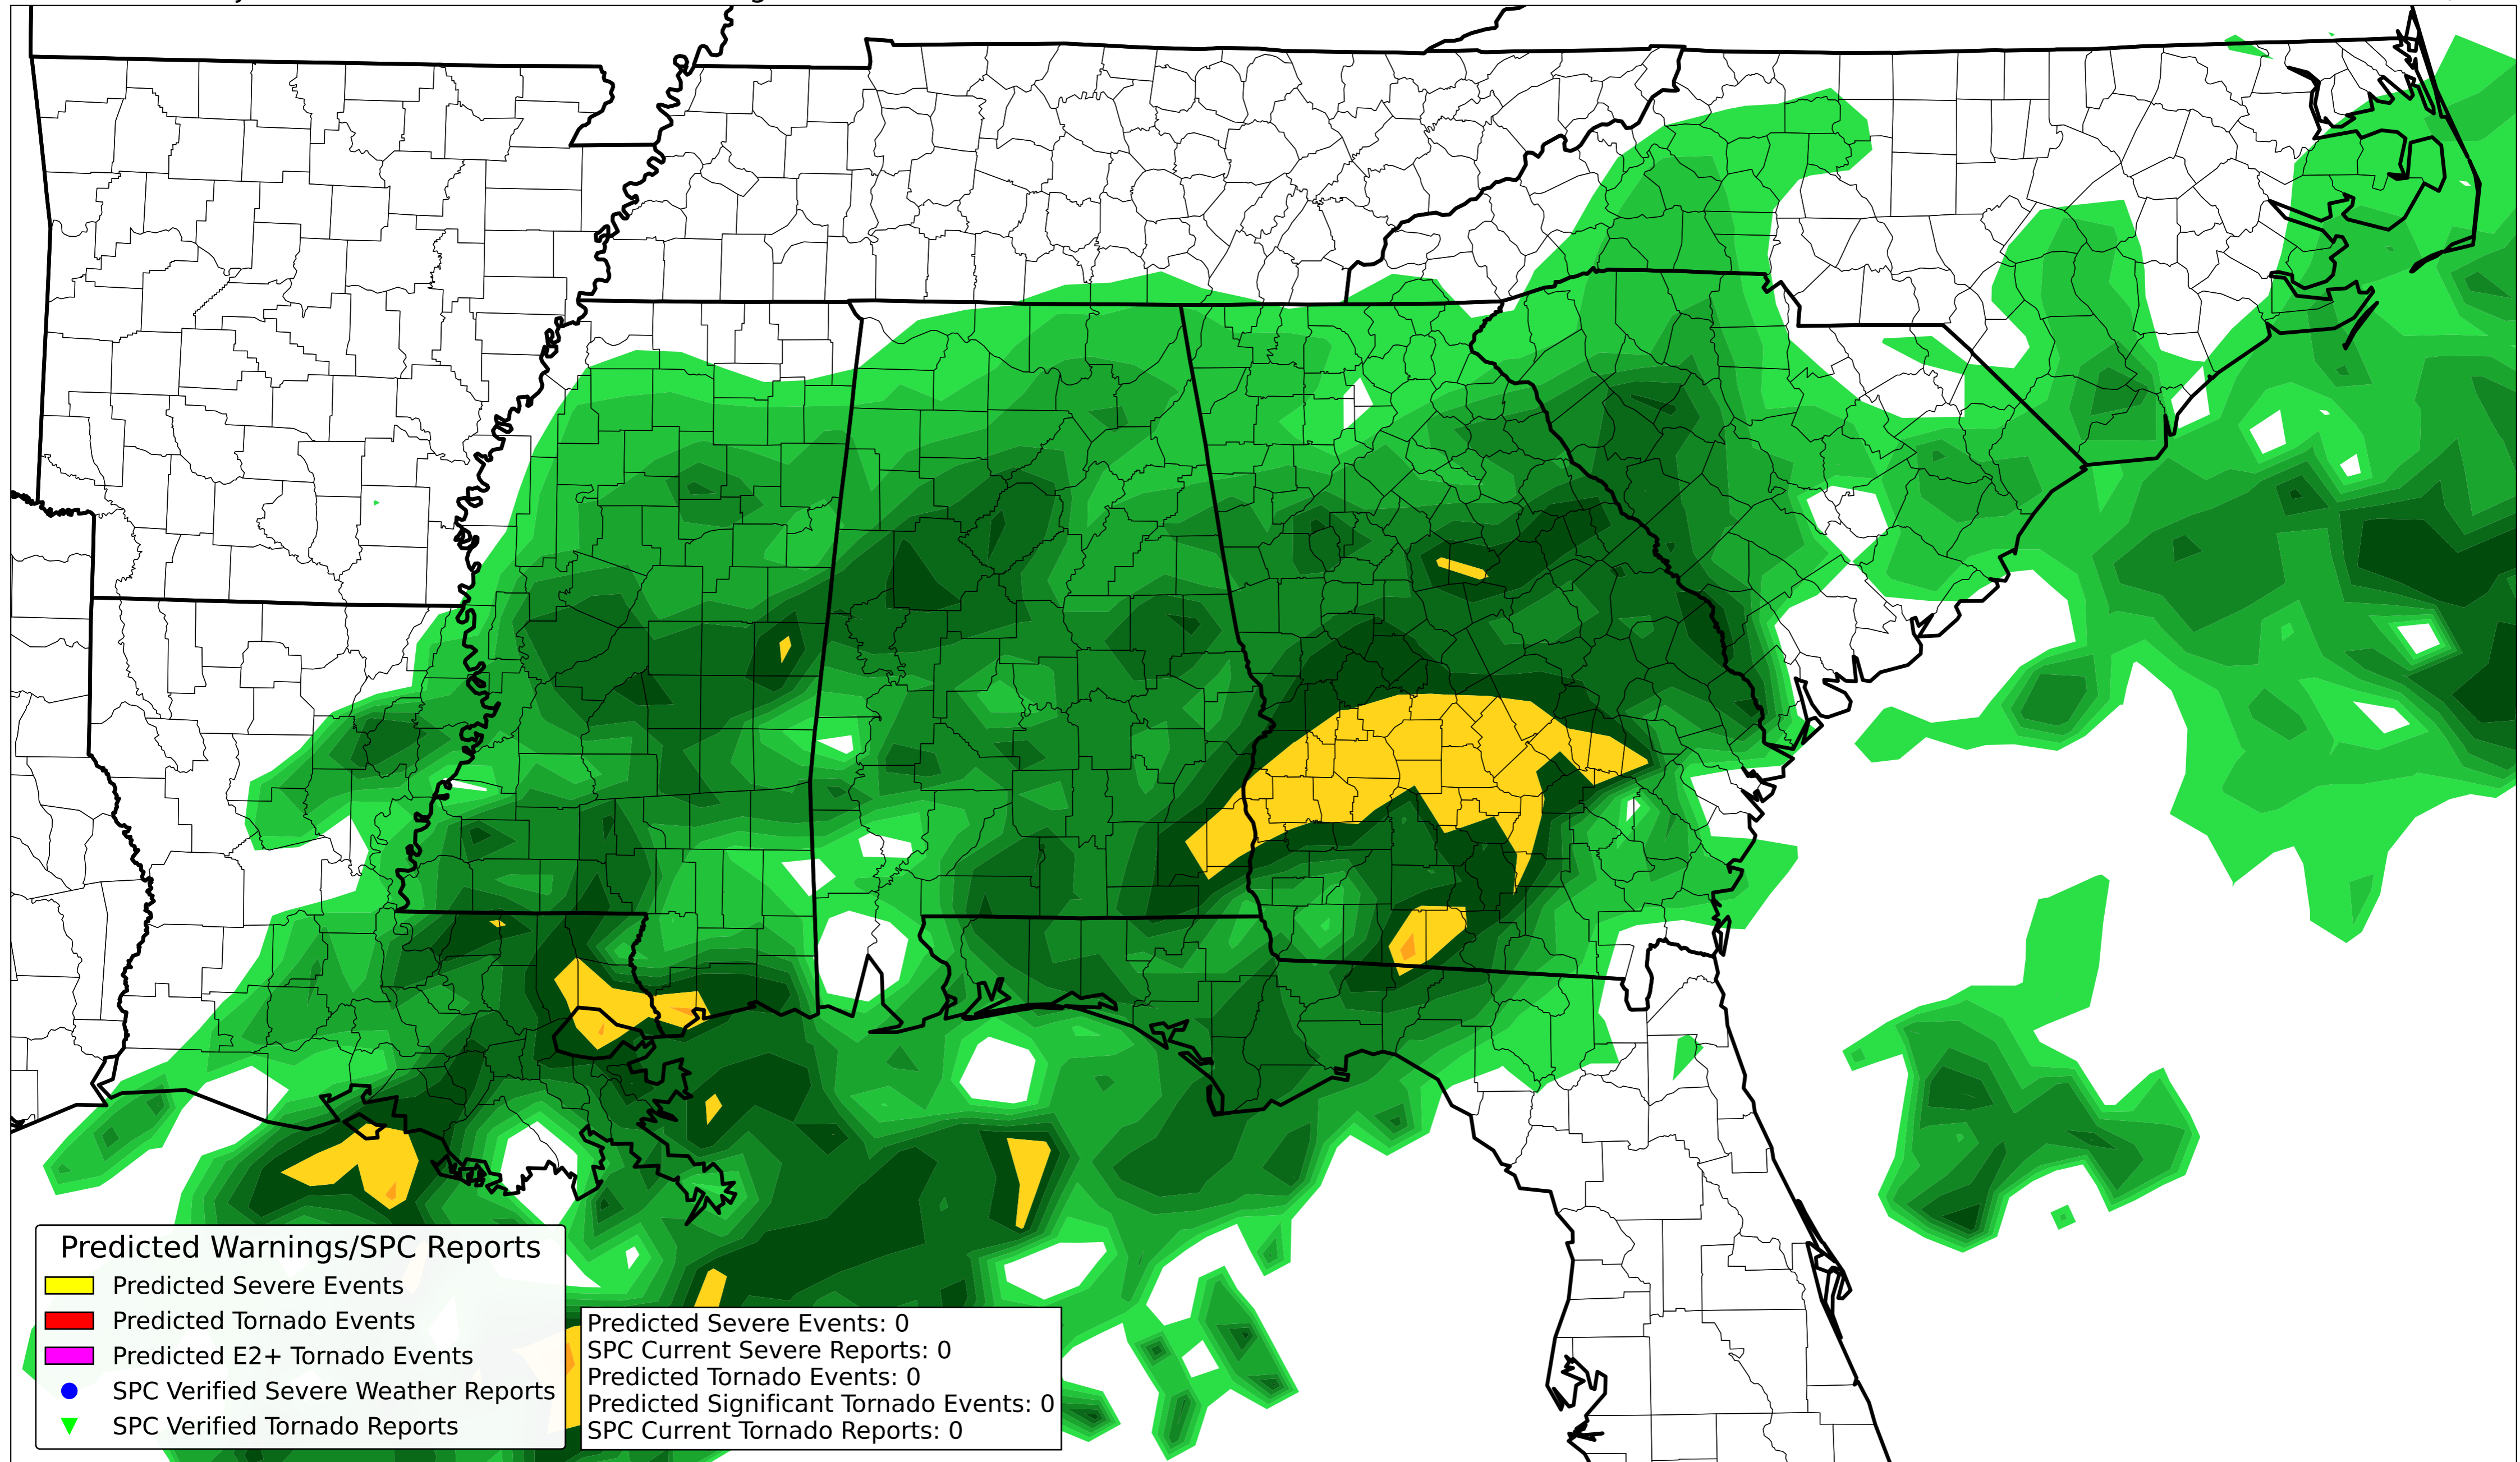 Predicted Warnings/SPC Reports
Predicted Severe Events
Predicted Tornado Events
Predicted E2+ Tornado Events
SPC Verified Severe Weather Reports
SPC Verified Tornado Reports
Predicted Severe Events: 0
SPC Current Severe Reports: 0
Predicted Tornado Events: 0
Predicted Significant Tornado Events: 0
SPC Current Tornado Reports: 0